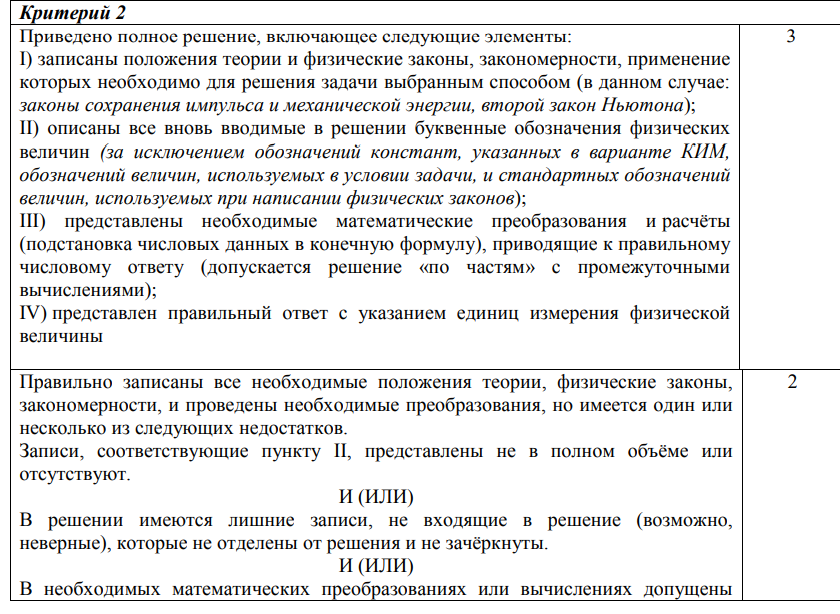 Критерий 2
Приведено полное решение, включающее следующие элементы:
3
I) записаны положения теории и физические законы, закономерности, применение
которых необходимо для решения задачи выбранным способом (в данном случае:
законы сохранения импульса и механической энергии, второй закон Ньютона);
II) описаны все вновь вводимые в решении буквенные обозначения физических
величин (за исключением обозначений констант, указанных в варианте КИМ,
обозначений величин, используемых в условии задачи, и стандартных обозначений
величин, используемых при написании физических законов);
III) представлены необходимые математические преобразования и расчёты
(подстановка числовых данных в конечную формулу), приводящие к правильному
числовому ответу (допускается решение «по частям» с промежуточными
вычислениями);
IV) представлен правильный ответ с указанием единиц измерения физической
величины
Правильно записаны все необходимые положения теории, физические законы,
2
закономерности, и проведены необходимые преобразования, но имеется один или
несколько из следующих недостатков.
Записи, соответствующие пункту II, представлены не в полном объёме или
отсутствуют.
И (ИЛИ)
В решении имеются лишние записи, не входящие в решение (возможно,
неверные), которые не отделены от решения и не зачёркнуты.
И (ИЛИ)
В необходимых математических преобразованиях или вычислениях допущены